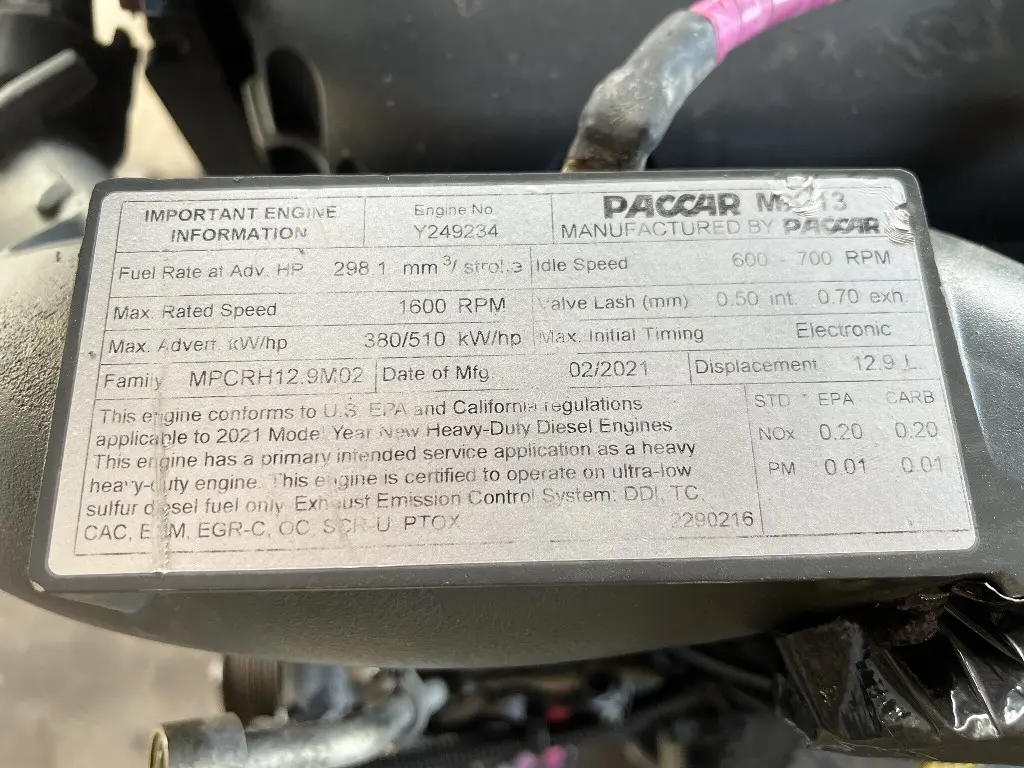 IMPORTANT ENGINE INFORMATION
Engine No. Y249234
PACCAR 13
MANUFACTURED BY PACCAR
Fuel Rate at Adv. HP 298.1 mm³/
Idle Speed 600 - 700 RPM
Max. Rated Speed 1600 RPM
Valve Lash (mm) 0.50 int. 0.70 exh.
Max. Advert. kW/hp 380/510 kW/hp
Max. Initial Timing Electronic
Family MPCRH12.9M02
Date of Mfg. 02/2021
Displacement 12.9 L
This engine conforms to U.S. EPA and California regulations
applicable to 2021 Model Year New Heavy-Duty Diesel Engines.
This engine has a primary intended service application as a heavy
heavy-duty engine. This engine is certified to operate on ultra-low
sulfur diesel fuel only. Exhaust Emission Control System: DDI, TC,
CAC, EGR-C, OC, SCR-U, PTOX
2290216
STD EPA CARB
NOx 0.20 0.20
PM 0.01 0.01